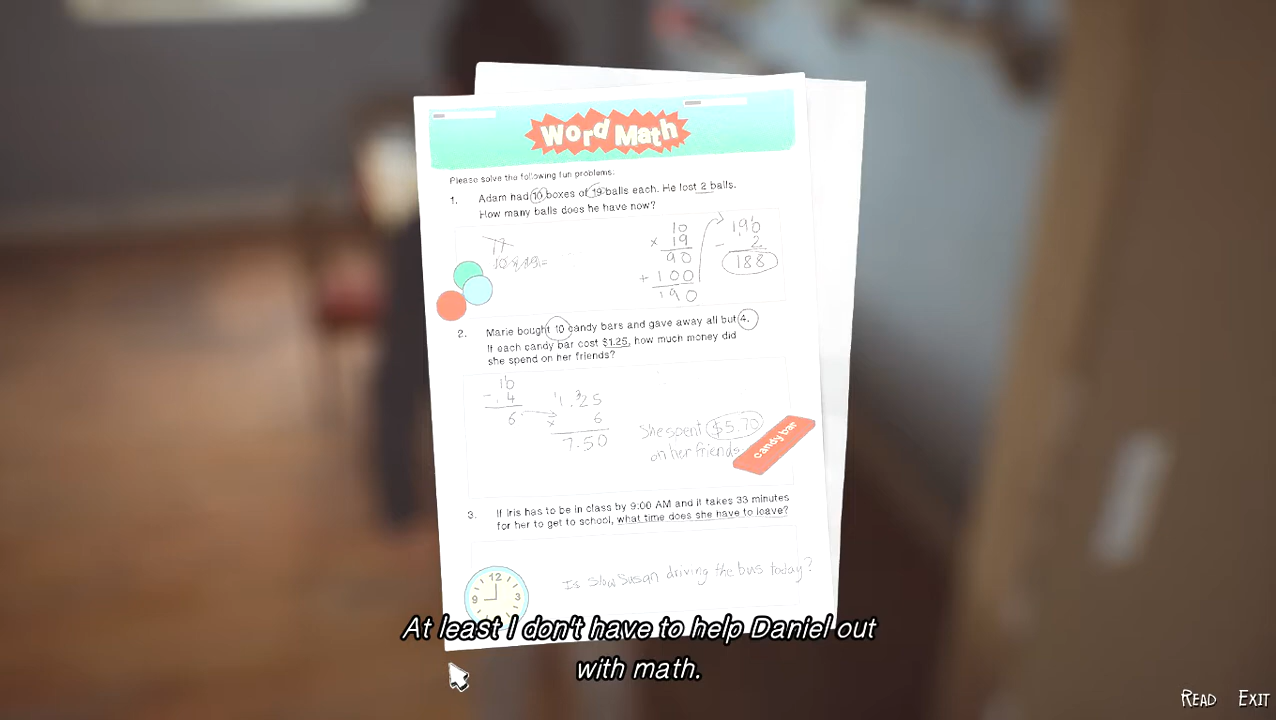 Word Math
Please solve the following fun problems.
1. Adam had 10 boxes of 19 balls each. He lost 2 balls.
How many balls does he have now?
10
x 19
90
+ 100
190
190
- 2
188
2. Marie bought 10 candy bars and gave away all but 4.
If each candy bar cost $1.25, how much money did
she spend on her friends?
10
- 4
6
1.25
x 6
7.50
She spent $5.70
on her friends
candy bar
3. If Iris has to be in class by 9:00 AM and it takes 33 minutes
for her to get to school, what time does she have to leave?
Is Slow Susan driving the bus today?
12
9 3
At least I don't have to help Daniel out
with math.
READ EXIT